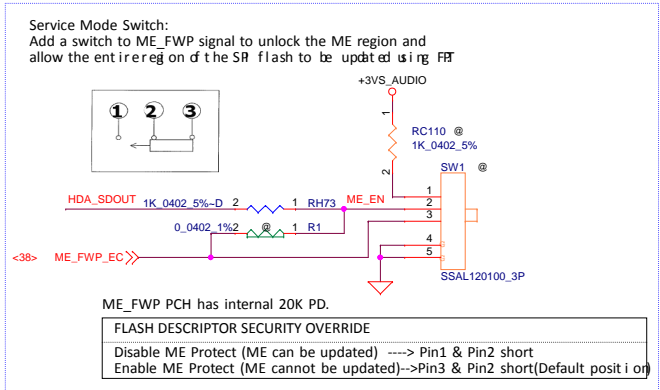 Service Mode Switch:
Add a switch to ME_FWP signal to unlock the ME region and
allow the entire region of the SPI flash to be updated using FPT
+3VS_AUDIO
1 2 3
1
RC110 @
1K_0402_5%
2
SW1 @
HDA_SDOUT 1K_0402_5%~D 2 1 RH73 ME_EN
1
2
3
0_0402_1% 2 @ 1 R1
<38> ME_FWP_EC
4 G
5 G
SSAL120100_3P
ME_FWP PCH has internal 20K PD.
FLASH DESCRIPTOR SECURITY OVERRIDE
Disable ME Protect (ME can be updated) ----> Pin1 & Pin2 short
Enable ME Protect (ME cannot be updated)-->Pin3 & Pin2 short(Default position)